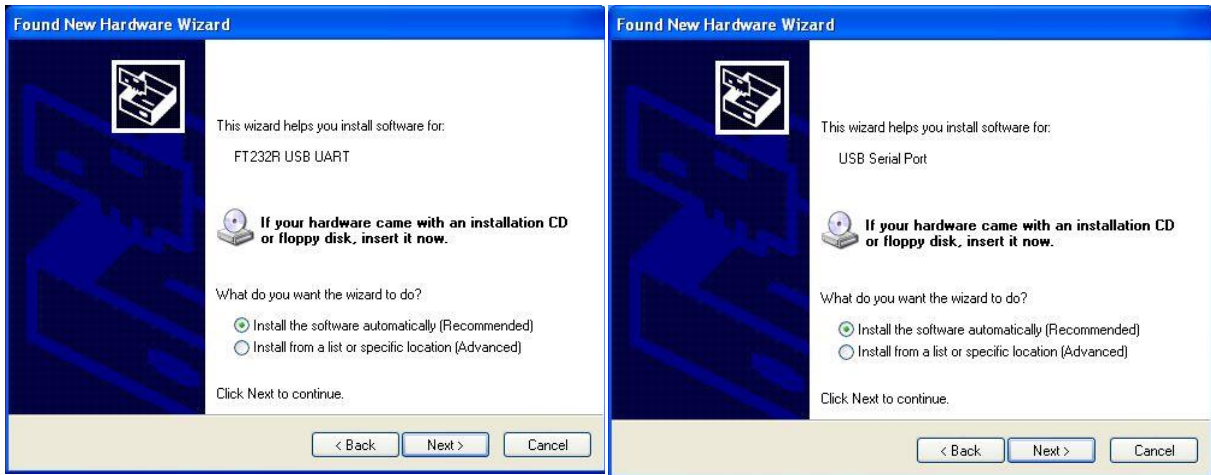 Found New Hardware Wizard
This wizard helps you install software for:
FT232R USB UART
If your hardware came with an installation CD
or floppy disk, insert it now.
What do you want the wizard to do?
Install the software automatically (Recommended)
Install from a list or specific location (Advanced)
Click Next to continue.
< Back
Next >
Cancel
Found New Hardware Wizard
This wizard helps you install software for:
USB Serial Port
If your hardware came with an installation CD
or floppy disk, insert it now.
What do you want the wizard to do?
Install the software automatically (Recommended)
Install from a list or specific location (Advanced)
Click Next to continue.
< Back
Next >
Cancel